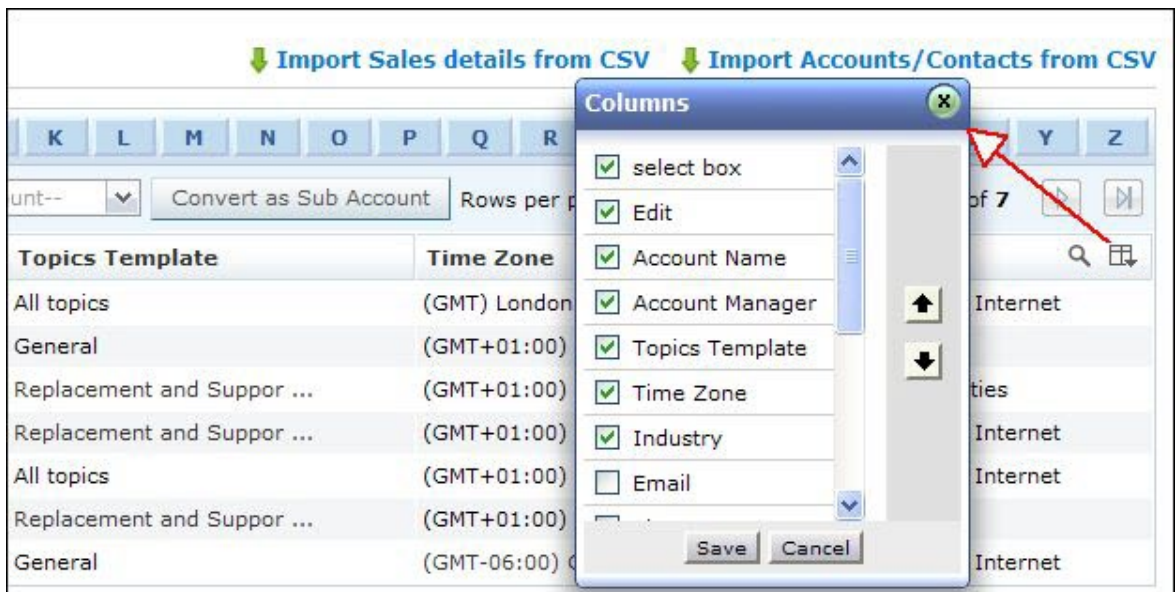 Import Sales details from CSV Import Accounts/Contacts from CSV
Columns
K L M N O P Q R Y Z
unt-- Convert as Sub Account Rows per of 7
Topics Template Time Zone
All topics (GMT) London Internet
General (GMT+01:00)
Replacement and Suppor ... (GMT+01:00) ties
Replacement and Suppor ... (GMT+01:00) Internet
All topics (GMT+01:00) Internet
Replacement and Suppor ... (GMT+01:00)
General (GMT-06:00) Internet
select box
Edit
Account Name
Account Manager
Topics Template
Time Zone
Industry
Email
Save Cancel